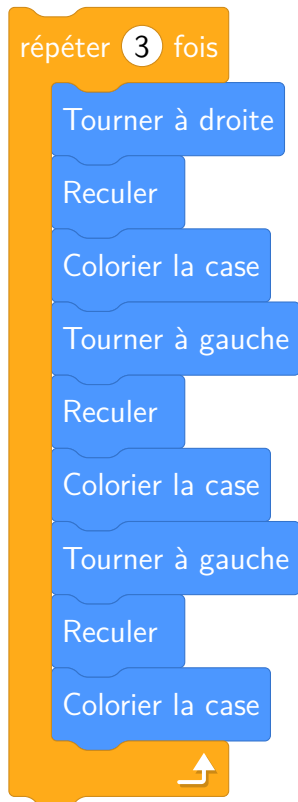 répéter 3 fois
Tourner à droite
Reculer
Colorier la case
Tourner à gauche
Reculer
Colorier la case
Tourner à gauche
Reculer
Colorier la case